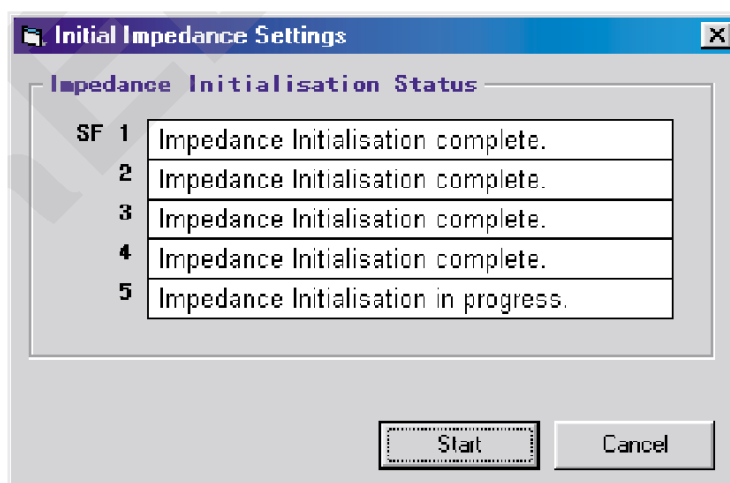 Initial Impedance Settings
Impedance Initialisation Status
SF 1 Impedance Initialisation complete.
2 Impedance Initialisation complete.
3 Impedance Initialisation complete.
4 Impedance Initialisation complete.
5 Impedance Initialisation in progress.
Start Cancel